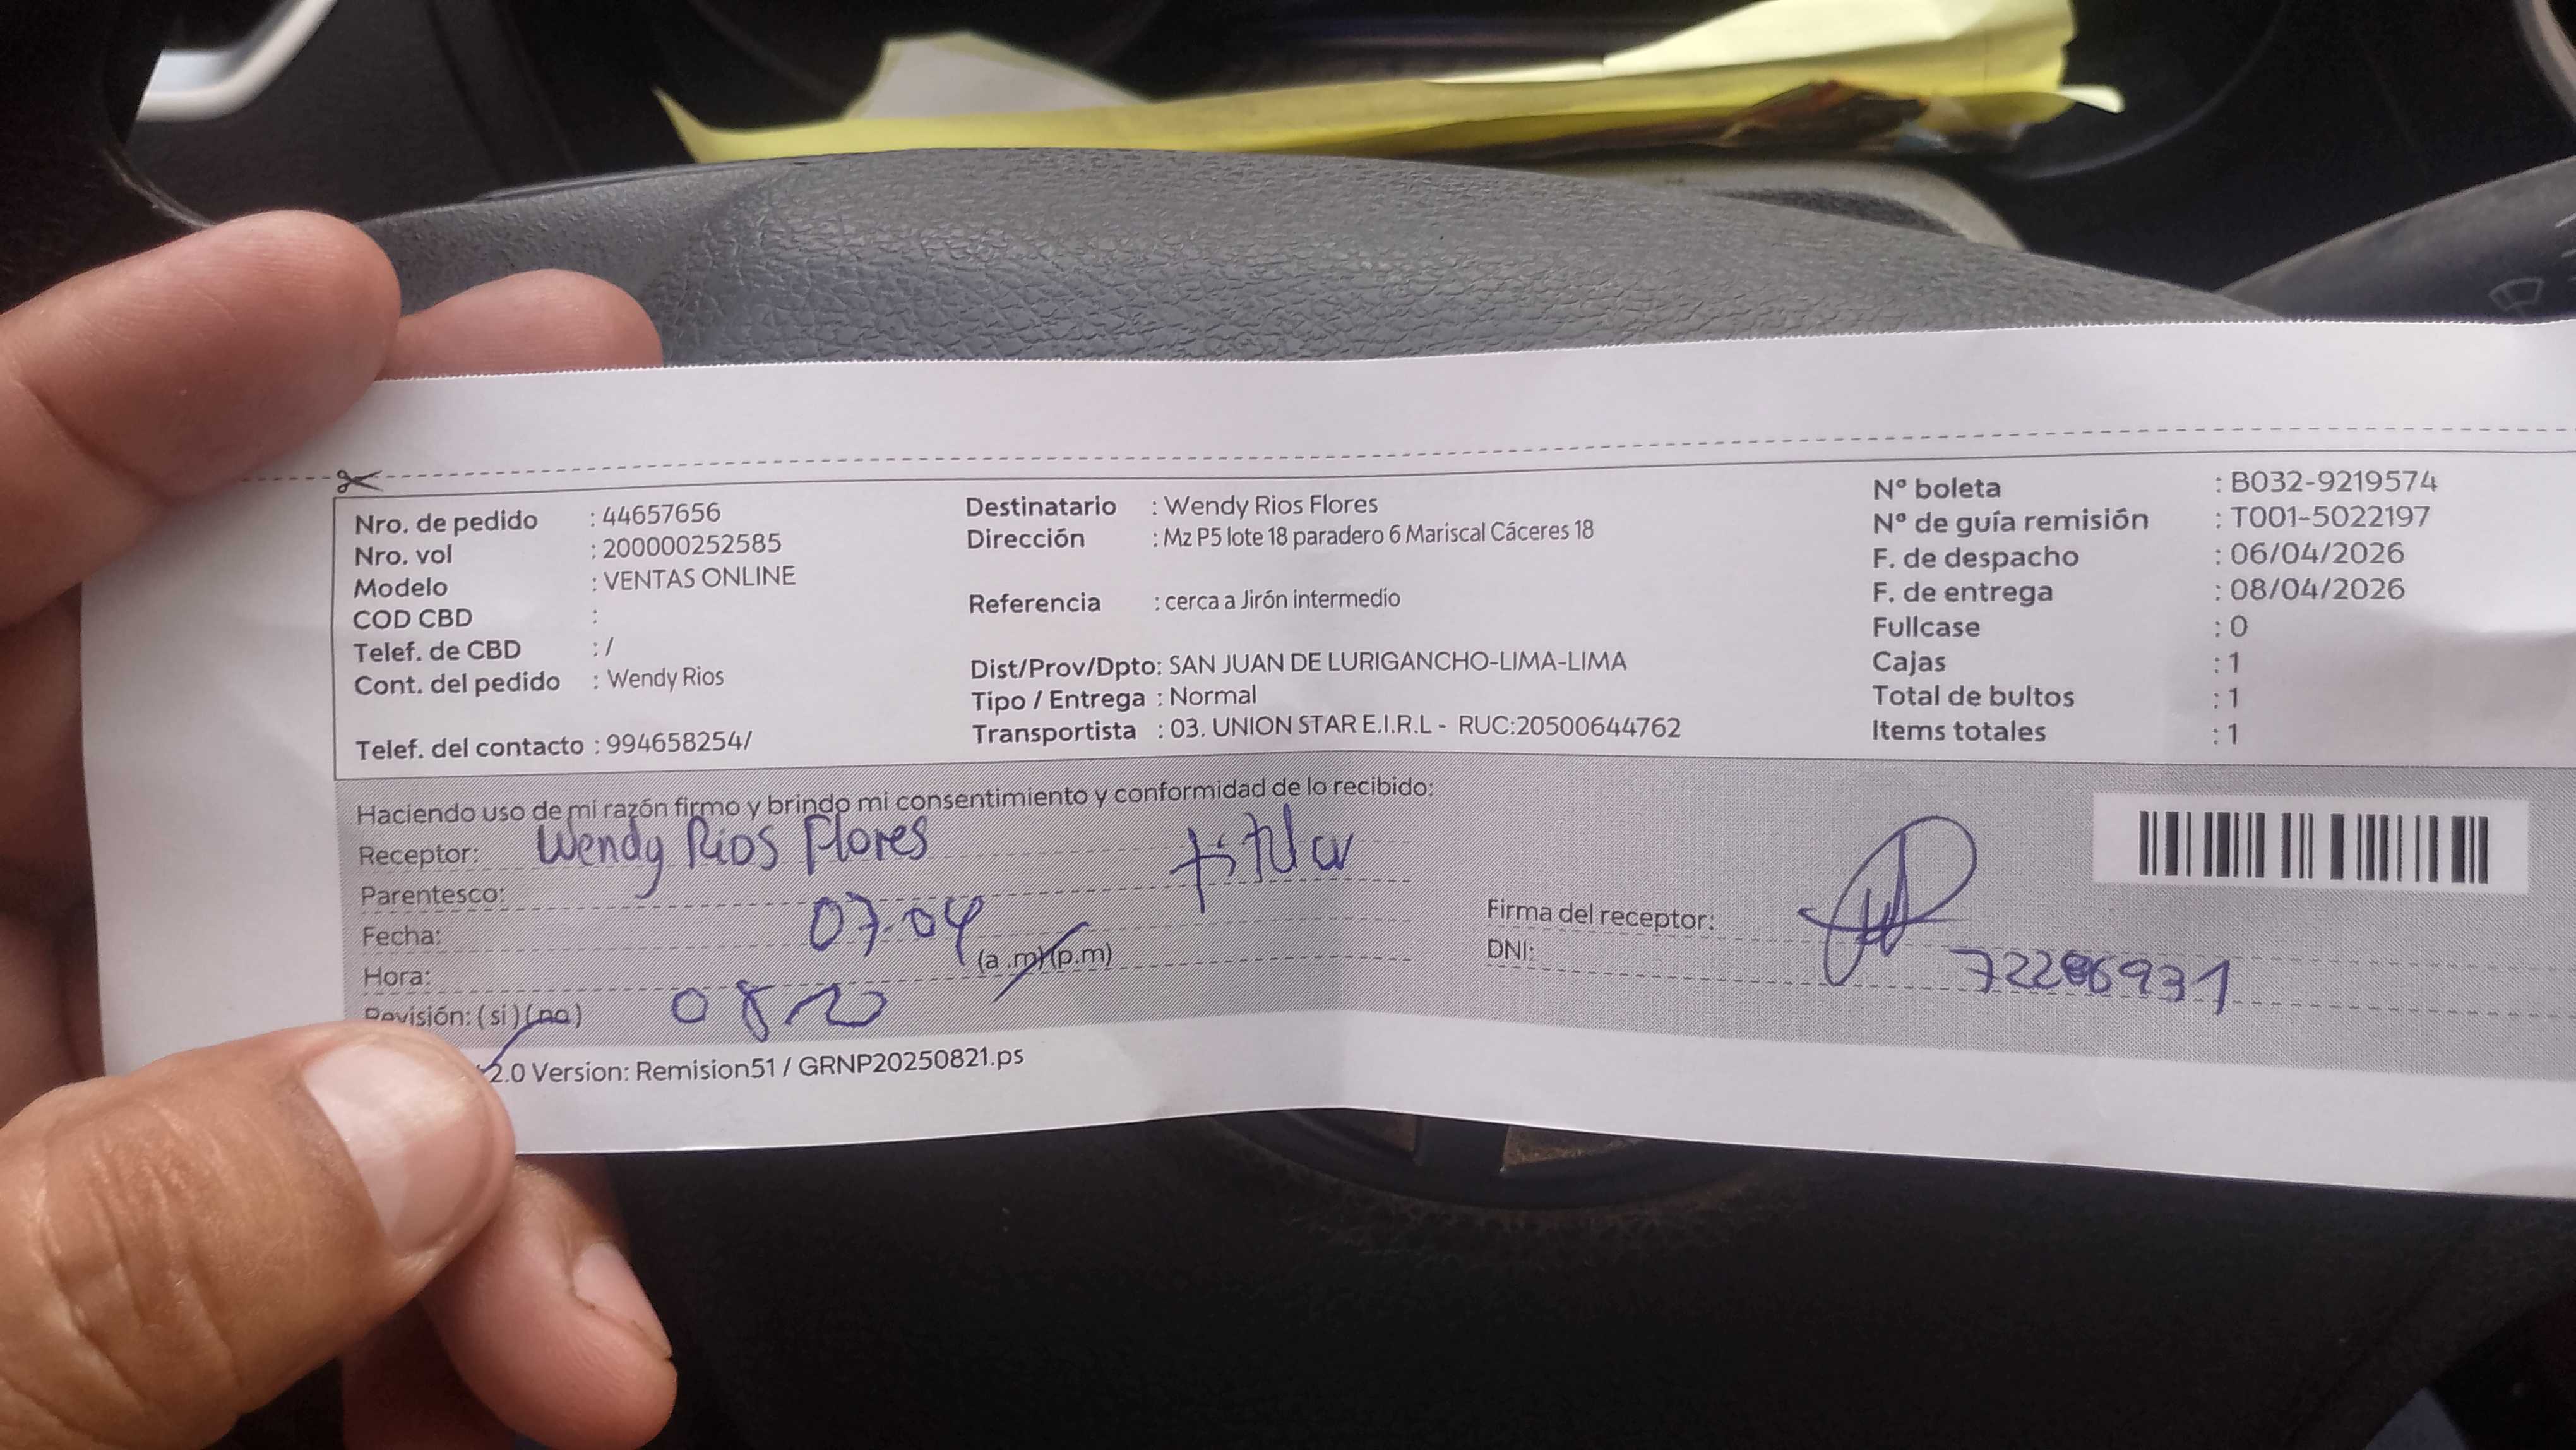 Nro. de pedido : 44657656
Nro. vol : 200000252585
Modelo : VENTAS ONLINE
COD CBD :
Telef. de CBD : /
Cont. del pedido : Wendy Rios
Telef. del contacto : 994658254/
Destinatario : Wendy Rios Flores
Dirección : Mz P5 lote 18 paradero 6 Mariscal Cáceres 18
Referencia : cerca a Jirón intermedio
Dist/Prov/Dpto: SAN JUAN DE LURIGANCHO-LIMA-LIMA
Tipo / Entrega : Normal
Transportista : 03. UNION STAR E.I.R.L - RUC:20500644762
Nº boleta : B032-9219574
Nº de guía remisión : T001-5022197
F. de despacho : 06/04/2026
F. de entrega : 08/04/2026
Fullcase : 0
Cajas : 1
Total de bultos : 1
Items totales : 1
Haciendo uso de mi razón firmo y brindo mi consentimiento y conformidad de lo recibido:
Receptor: Wendy Rios Flores
Parentesco: titular
Fecha: 07-04
Hora: (a.m)(p.m)
Revisión: (si) (no)
2.0 Version: Remision51 / GRNP20250821.ps
Firma del receptor:
DNI: